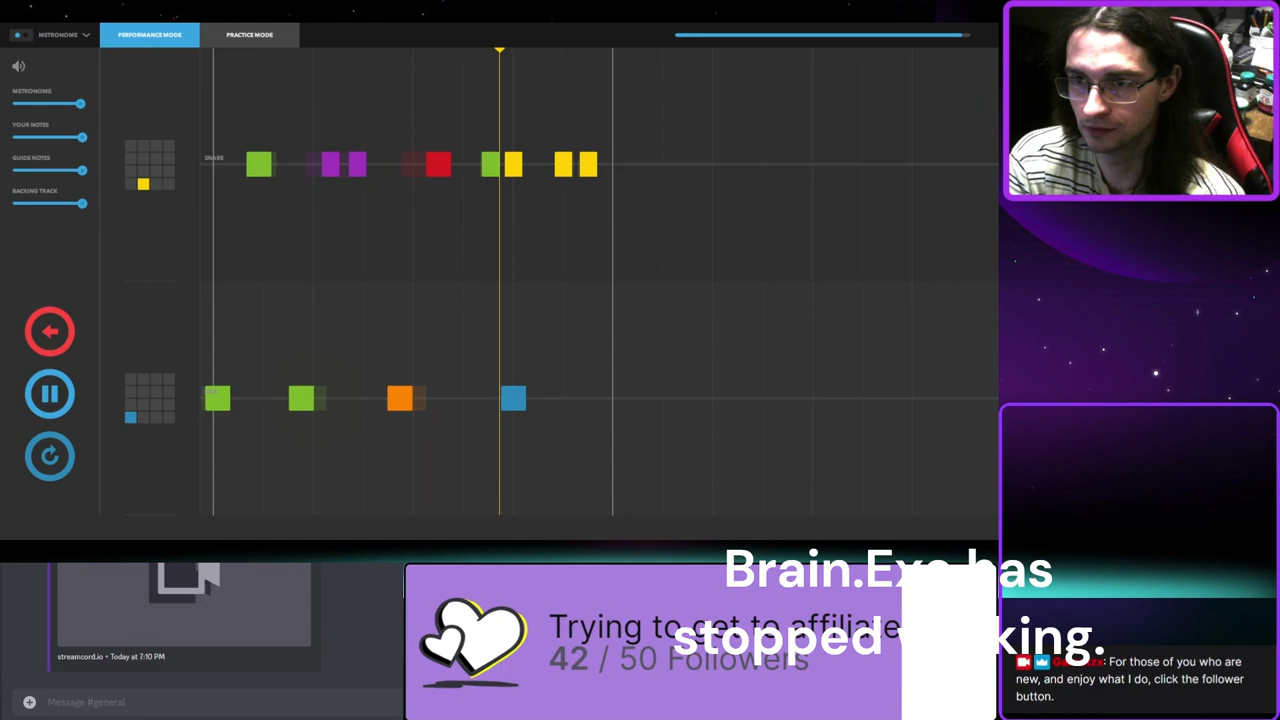 METRONOME
PERFORMANCE MODE
PRACTICE MODE
METRONOME
YOUR NOTES
GUIDE NOTES
BACKING TRACK
SNARE
streamcord.io • Today at 7:10 PM
Message #general
Trying to get to affiliate
42 / 50 Followers
Brain.Exe has
stopped working.
: For those of you who are
new, and enjoy what I do, click the follower
button.